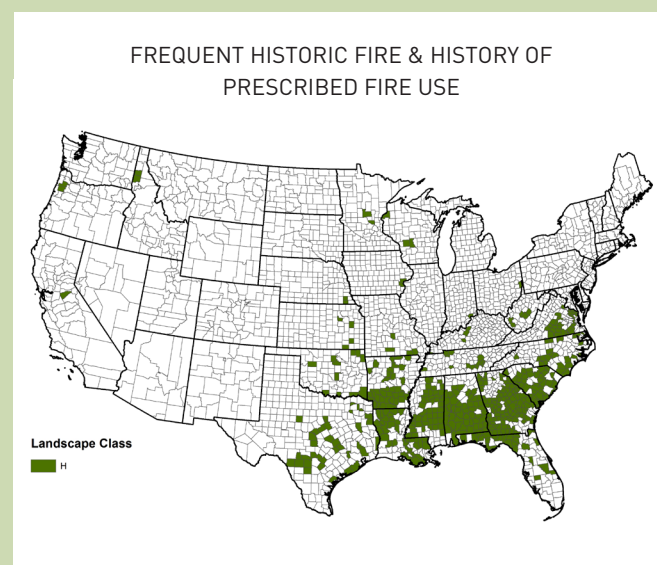 FREQUENT HISTORIC FIRE & HISTORY OF
PRESCRIBED FIRE USE
Landscape Class
H